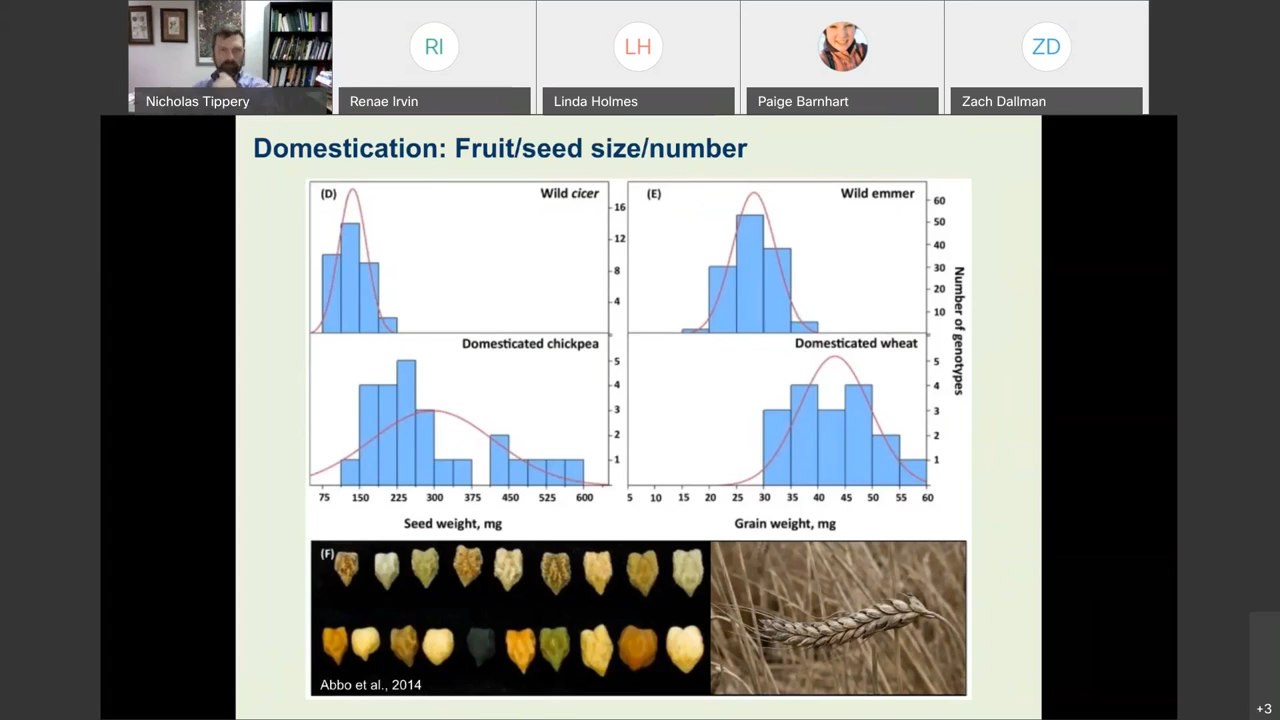 RI
LH
ZD
Nicholas Tippery
Renae Irvin
Linda Holmes
Paige Barnhart
Zach Dallman
Domestication: Fruit/seed size/number
(D)
Wild cicer
16
12
8
4
(E)
Wild emmer
60
50
40
30
20
10
Number of genotypes
Domesticated chickpea
5
4
3
2
1
Domesticated wheat
5
4
3
2
1
75 150 225 300 375 450 525 600
5 10 15 20 25 30 35 40 45 50 55 60
Seed weight, mg
Grain weight, mg
(F)
Abbo et al., 2014
+3